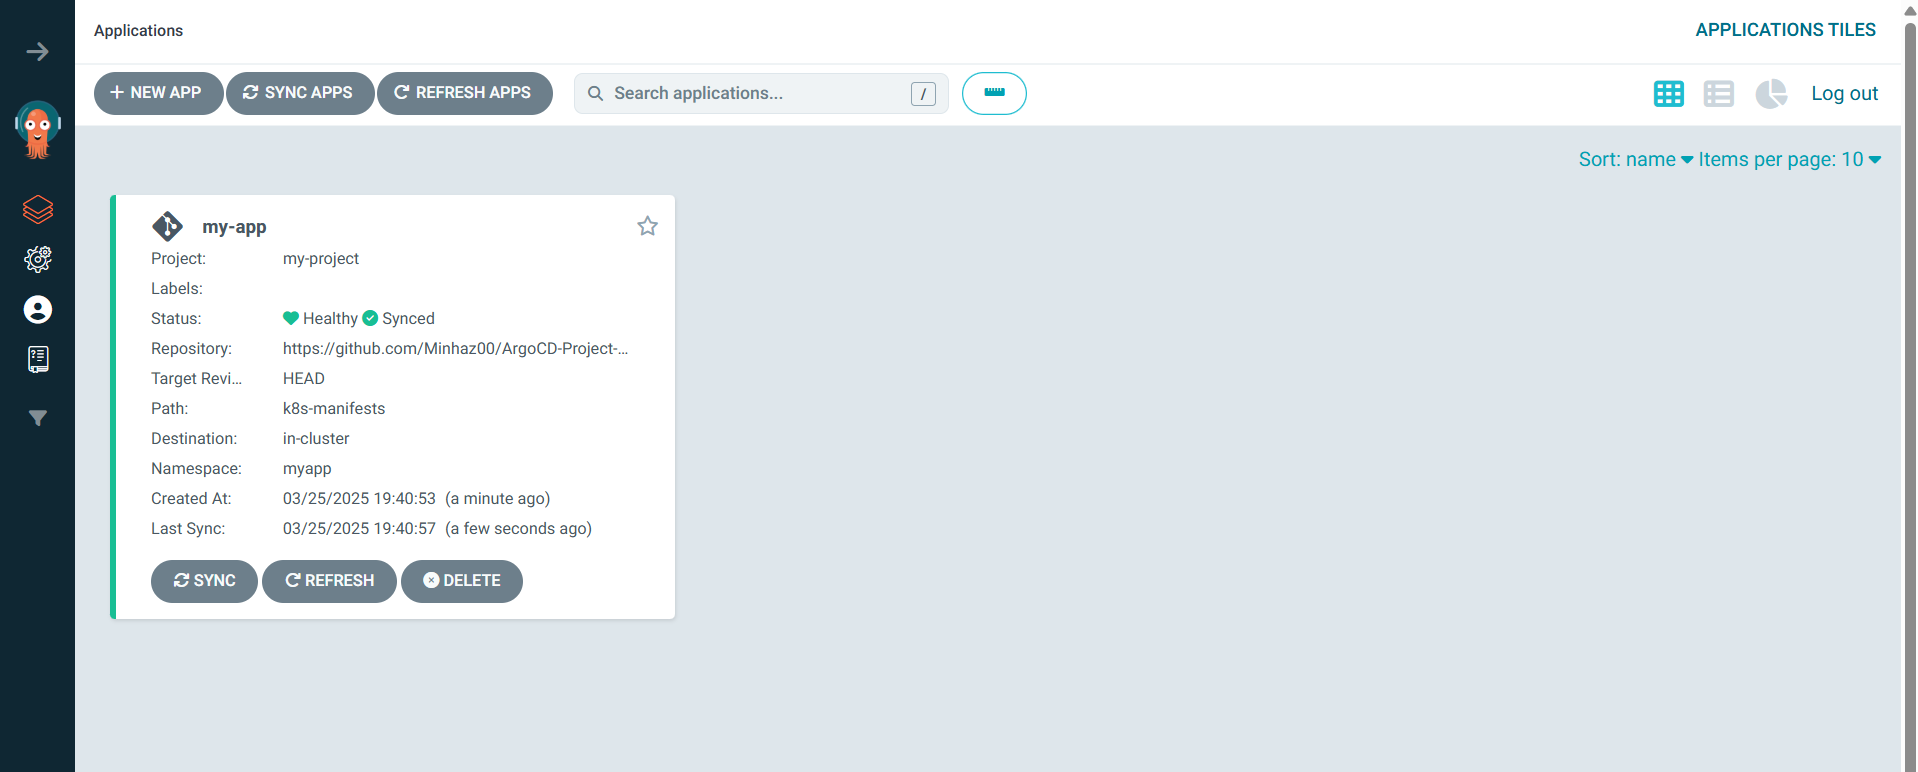 Applications
APPLICATIONS TILES
NEW APP
SYNC APPS
REFRESH APPS
Search applications...
/
Log out
Sort: name
Items per page: 10
my-app
Project: my-project
Labels:
Status: Healthy Synced
Repository: https://github.com/Minhaz00/ArgoCD-Project-...
Target Revi... HEAD
Path: k8s-manifests
Destination: in-cluster
Namespace: myapp
Created At: 03/25/2025 19:40:53 (a minute ago)
Last Sync: 03/25/2025 19:40:57 (a few seconds ago)
SYNC
REFRESH
DELETE